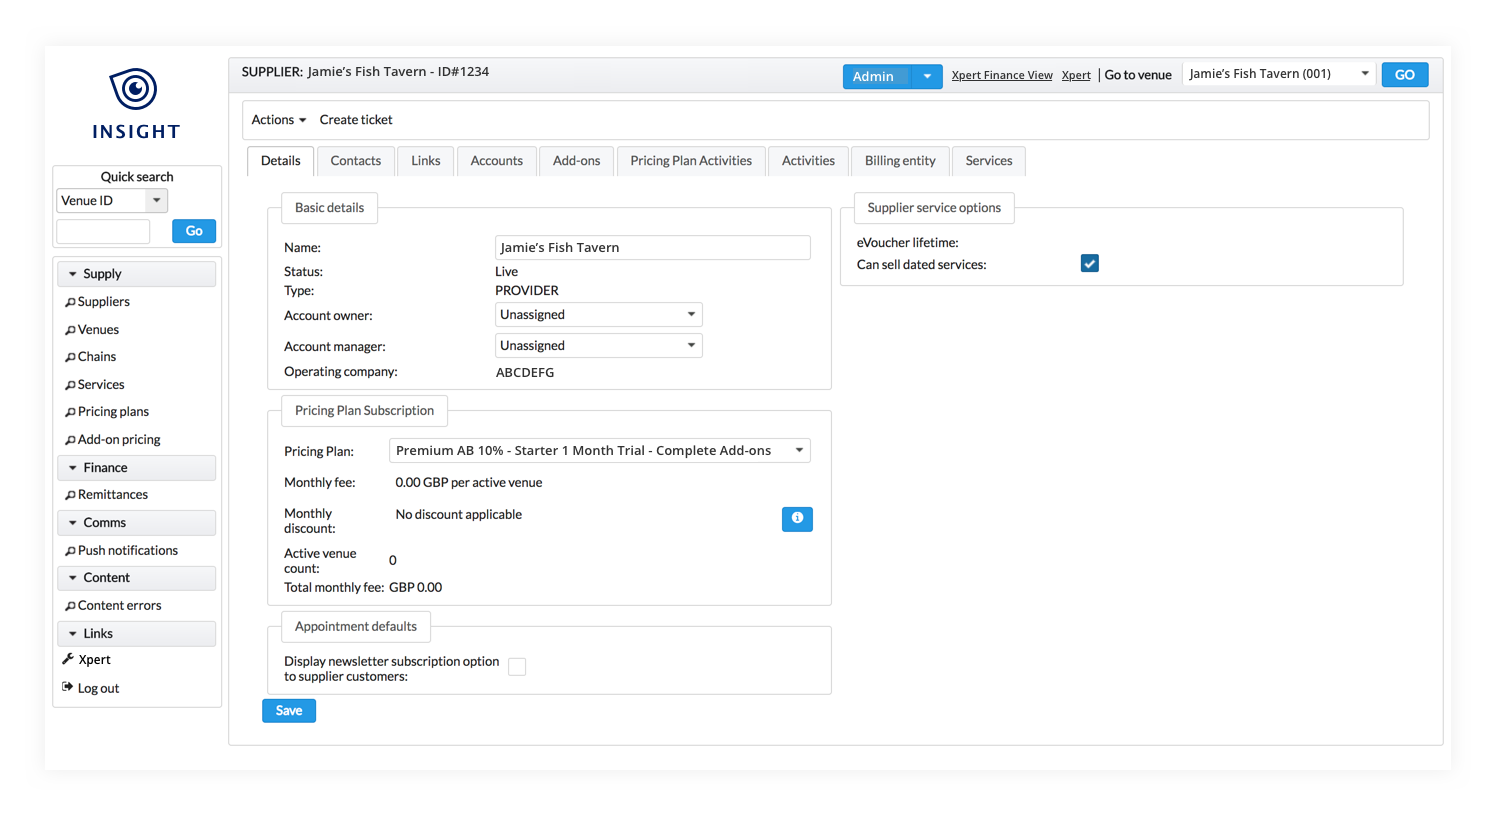 INSIGHT
Quick search
Venue ID
Go
Supply
Suppliers
Venues
Chains
Services
Pricing plans
Add-on pricing
Finance
Remittances
Comms
Push notifications
Content
Content errors
Links
Xpert
Log out
SUPPLIER: Jamie’s Fish Tavern - ID#1234
Admin
Xpert Finance View Xpert | Go to venue
Jamie’s Fish Tavern (001)
GO
Actions Create ticket
Details Contacts Links Accounts Add-ons Pricing Plan Activities Activities Billing entity Services
Basic details
Name: Jamie’s Fish Tavern
Status: Live
Type: PROVIDER
Account owner: Unassigned
Account manager: Unassigned
Operating company: ABCDEFG
Pricing Plan Subscription
Pricing Plan: Premium AB 10% - Starter 1 Month Trial - Complete Add-ons
Monthly fee: 0.00 GBP per active venue
Monthly
discount: No discount applicable
Active venue
count: 0
Total monthly fee: GBP 0.00
Appointment defaults
Display newsletter subscription option
to supplier customers:
Save
Supplier service options
eVoucher lifetime:
Can sell dated services: